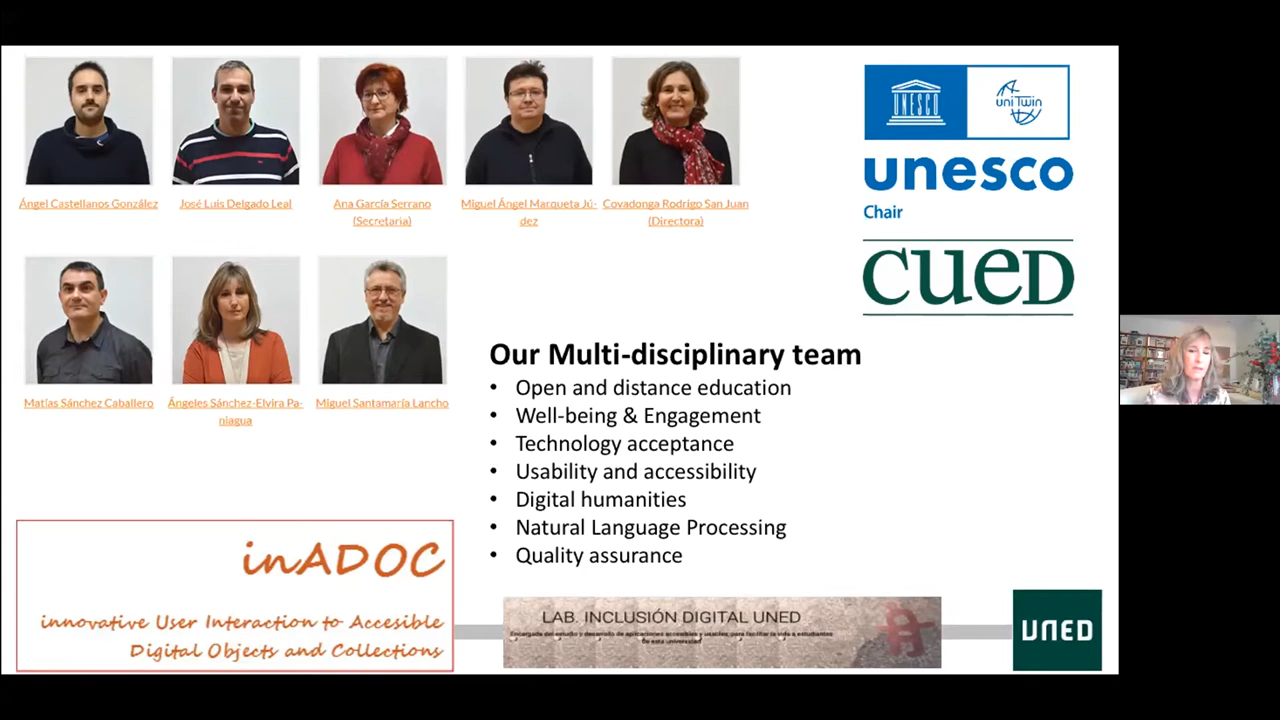 Ángel Castellanos González
José Luis Delgado Leal
Ana García Serrano
(Secretaria)
Miguel Ángel Marqueta Jú-
dez
Covadonga Rodrigo San Juan
(Directora)
UNESCO
uniTwin
unesco
Chair
CUED
Matías Sánchez Caballero
Ángeles Sánchez-Elvira Pa-
niagua
Miguel Santamaría Lancho
Our Multi-disciplinary team
• Open and distance education
• Well-being & Engagement
• Technology acceptance
• Usability and accessibility
• Digital humanities
• Natural Language Processing
• Quality assurance
inADOC
innovative User Interaction to Accesible
Digital Objects and Collections
LAB. INCLUSIÓN DIGITAL UNED
Encargada del estudio y desarrollo de aplicaciones accesibles y usables para facilitar la vida a estudiantes
de esta universidad
UNED